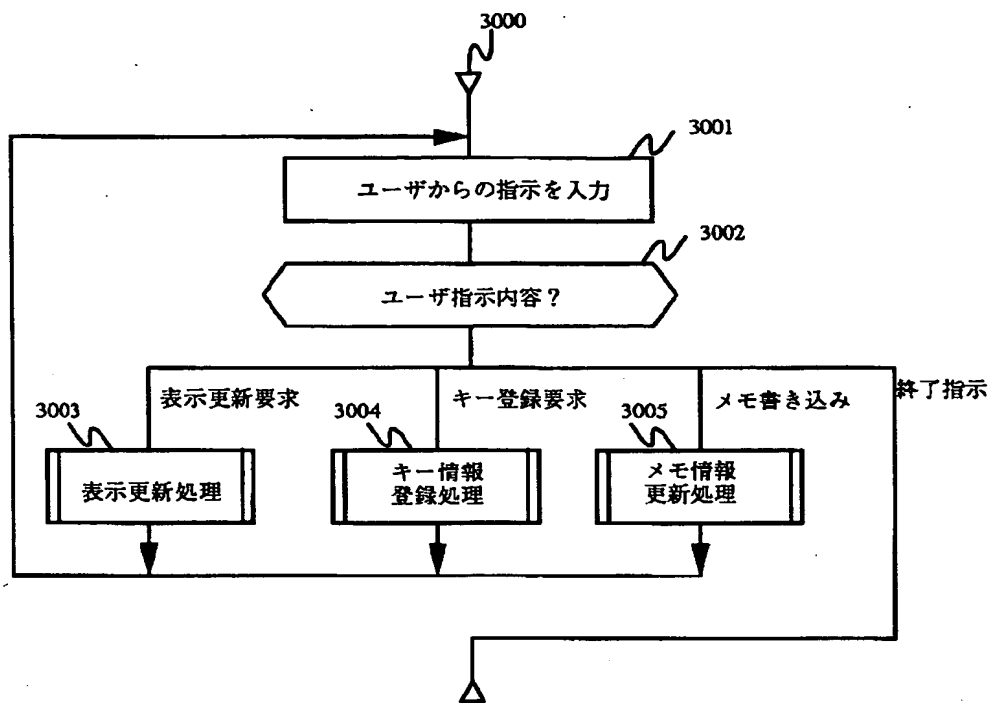 3000
3001
ユーザからの指示を入力
3002
ユーザ指示内容？
表示更新要求
キー登録要求
メモ書き込み
終了指示
3003
3004
3005
表示更新処理
キー情報
登録処理
メモ情報
更新処理